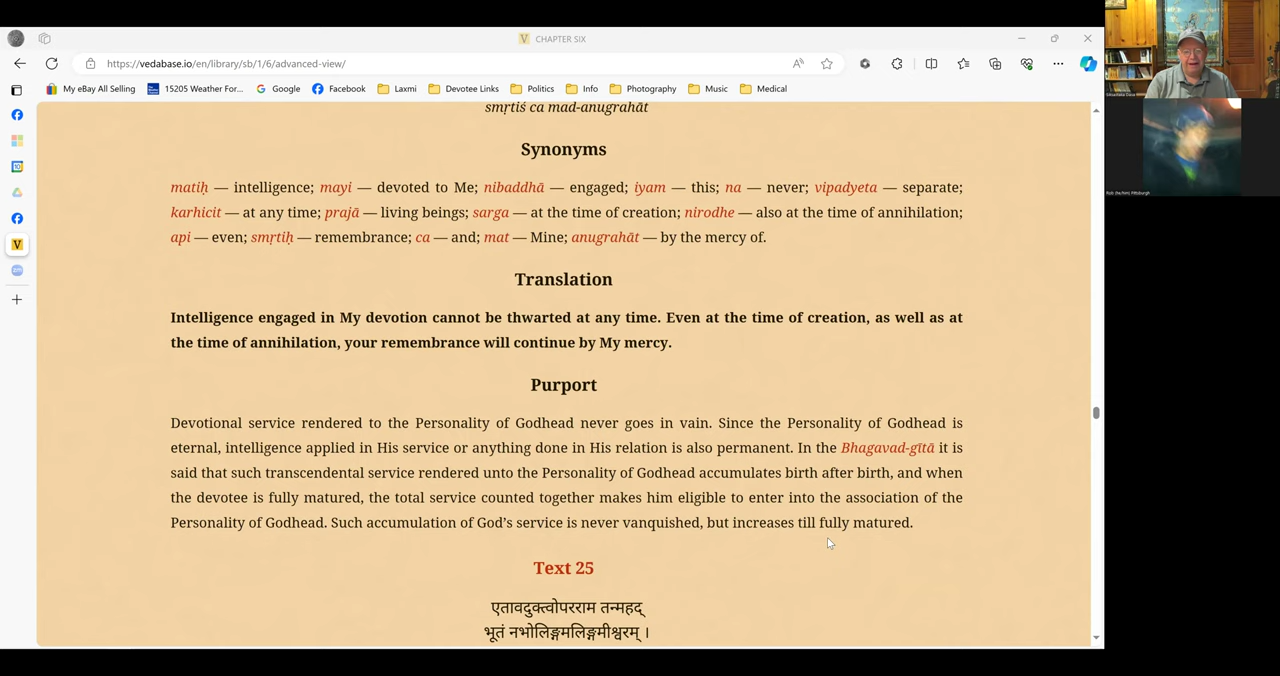 CHAPTER SIX
https://vedabase.io/en/library/sb/1/6/advanced-view/
My eBay All Selling
15205 Weather For...
Google
Facebook
Laxmi
Devotee Links
Politics
Info
Photography
Music
Medical
smṛtiś ca mad-anugrahāt
Synonyms
matiḥ — intelligence; mayi — devoted to Me; nibaddhā — engaged; iyam — this; na — never; vipadyeta — separate;
karhicit — at any time; prajā — living beings; sarga — at the time of creation; nirodhe — also at the time of annihilation;
api — even; smṛtiḥ — remembrance; ca — and; mat — Mine; anugrahāt — by the mercy of.
Translation
Intelligence engaged in My devotion cannot be thwarted at any time. Even at the time of creation, as well as at
the time of annihilation, your remembrance will continue by My mercy.
Purport
Devotional service rendered to the Personality of Godhead never goes in vain. Since the Personality of Godhead is
eternal, intelligence applied in His service or anything done in His relation is also permanent. In the Bhagavad-gītā it is
said that such transcendental service rendered unto the Personality of Godhead accumulates birth after birth, and when
the devotee is fully matured, the total service counted together makes him eligible to enter into the association of the
Personality of Godhead. Such accumulation of God's service is never vanquished, but increases till fully matured.
Text 25
एतावदुक्त्वोपरराम तन्महद्
भूतं नभोलिङ्गमलिङ्गमीश्वरम् ।